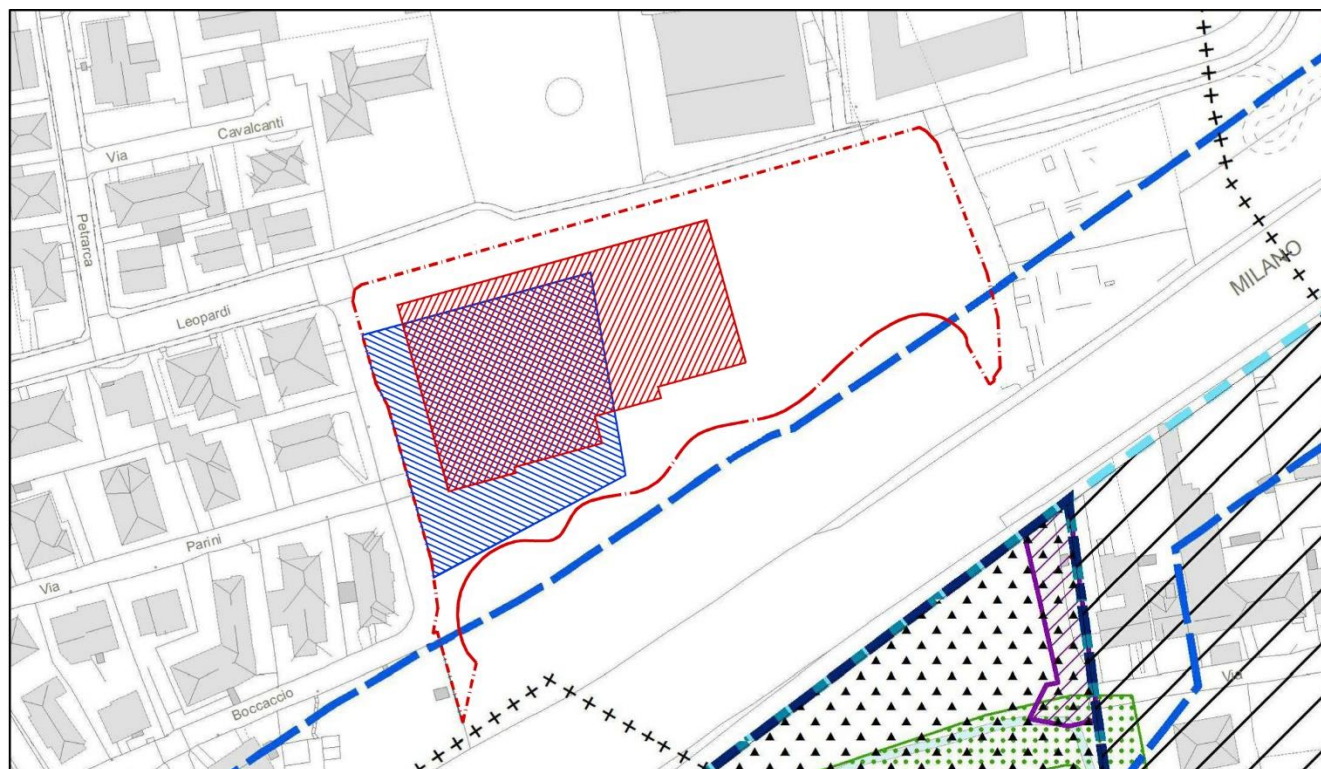 Cavalcanti
Via
Petrarca
Leopardi
MILANO
Parini
Via
Via
Boccaccio